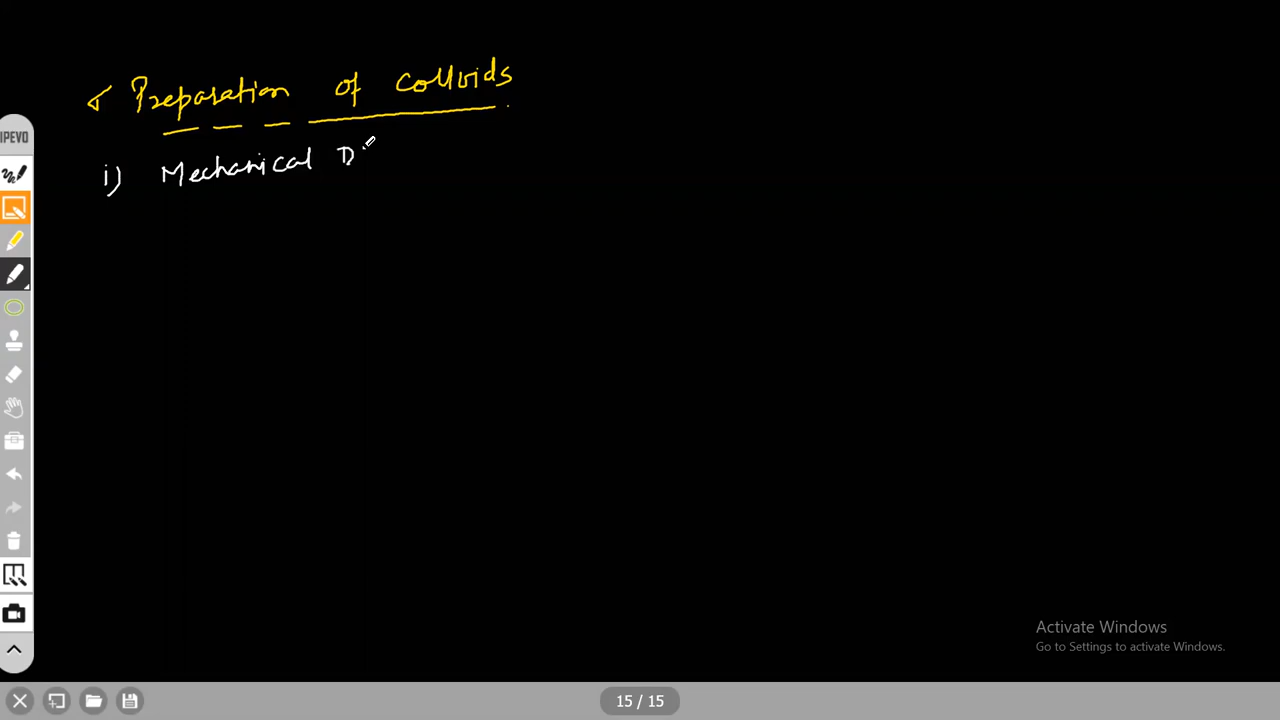 Preparation of colloids
i) Mechanical D
IPEVO
Activate Windows
Go to Settings to activate Windows.
15 / 15